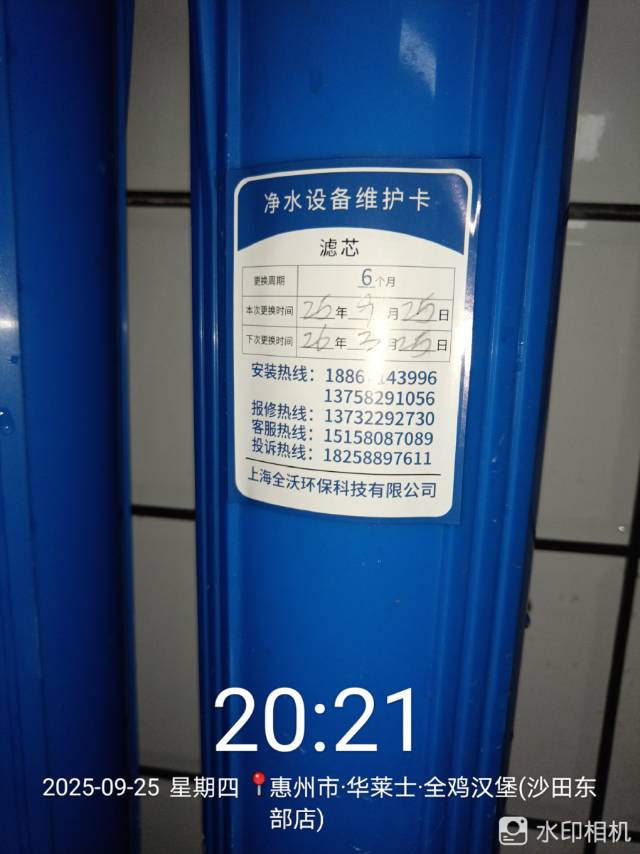 净水设备维护卡
滤芯
更换周期 6个月
本次更换时间 25年9月25日
下次更换时间 26年3月25日
安装热线：1886 143996
13758291056
报修热线：13732292730
客服热线：15158087089
投诉热线：18258897611
上海全沃环保科技有限公司
20:21
2025-09-25 星期四 惠州市·华莱士·全鸡汉堡(沙田东
部店)
水印相机